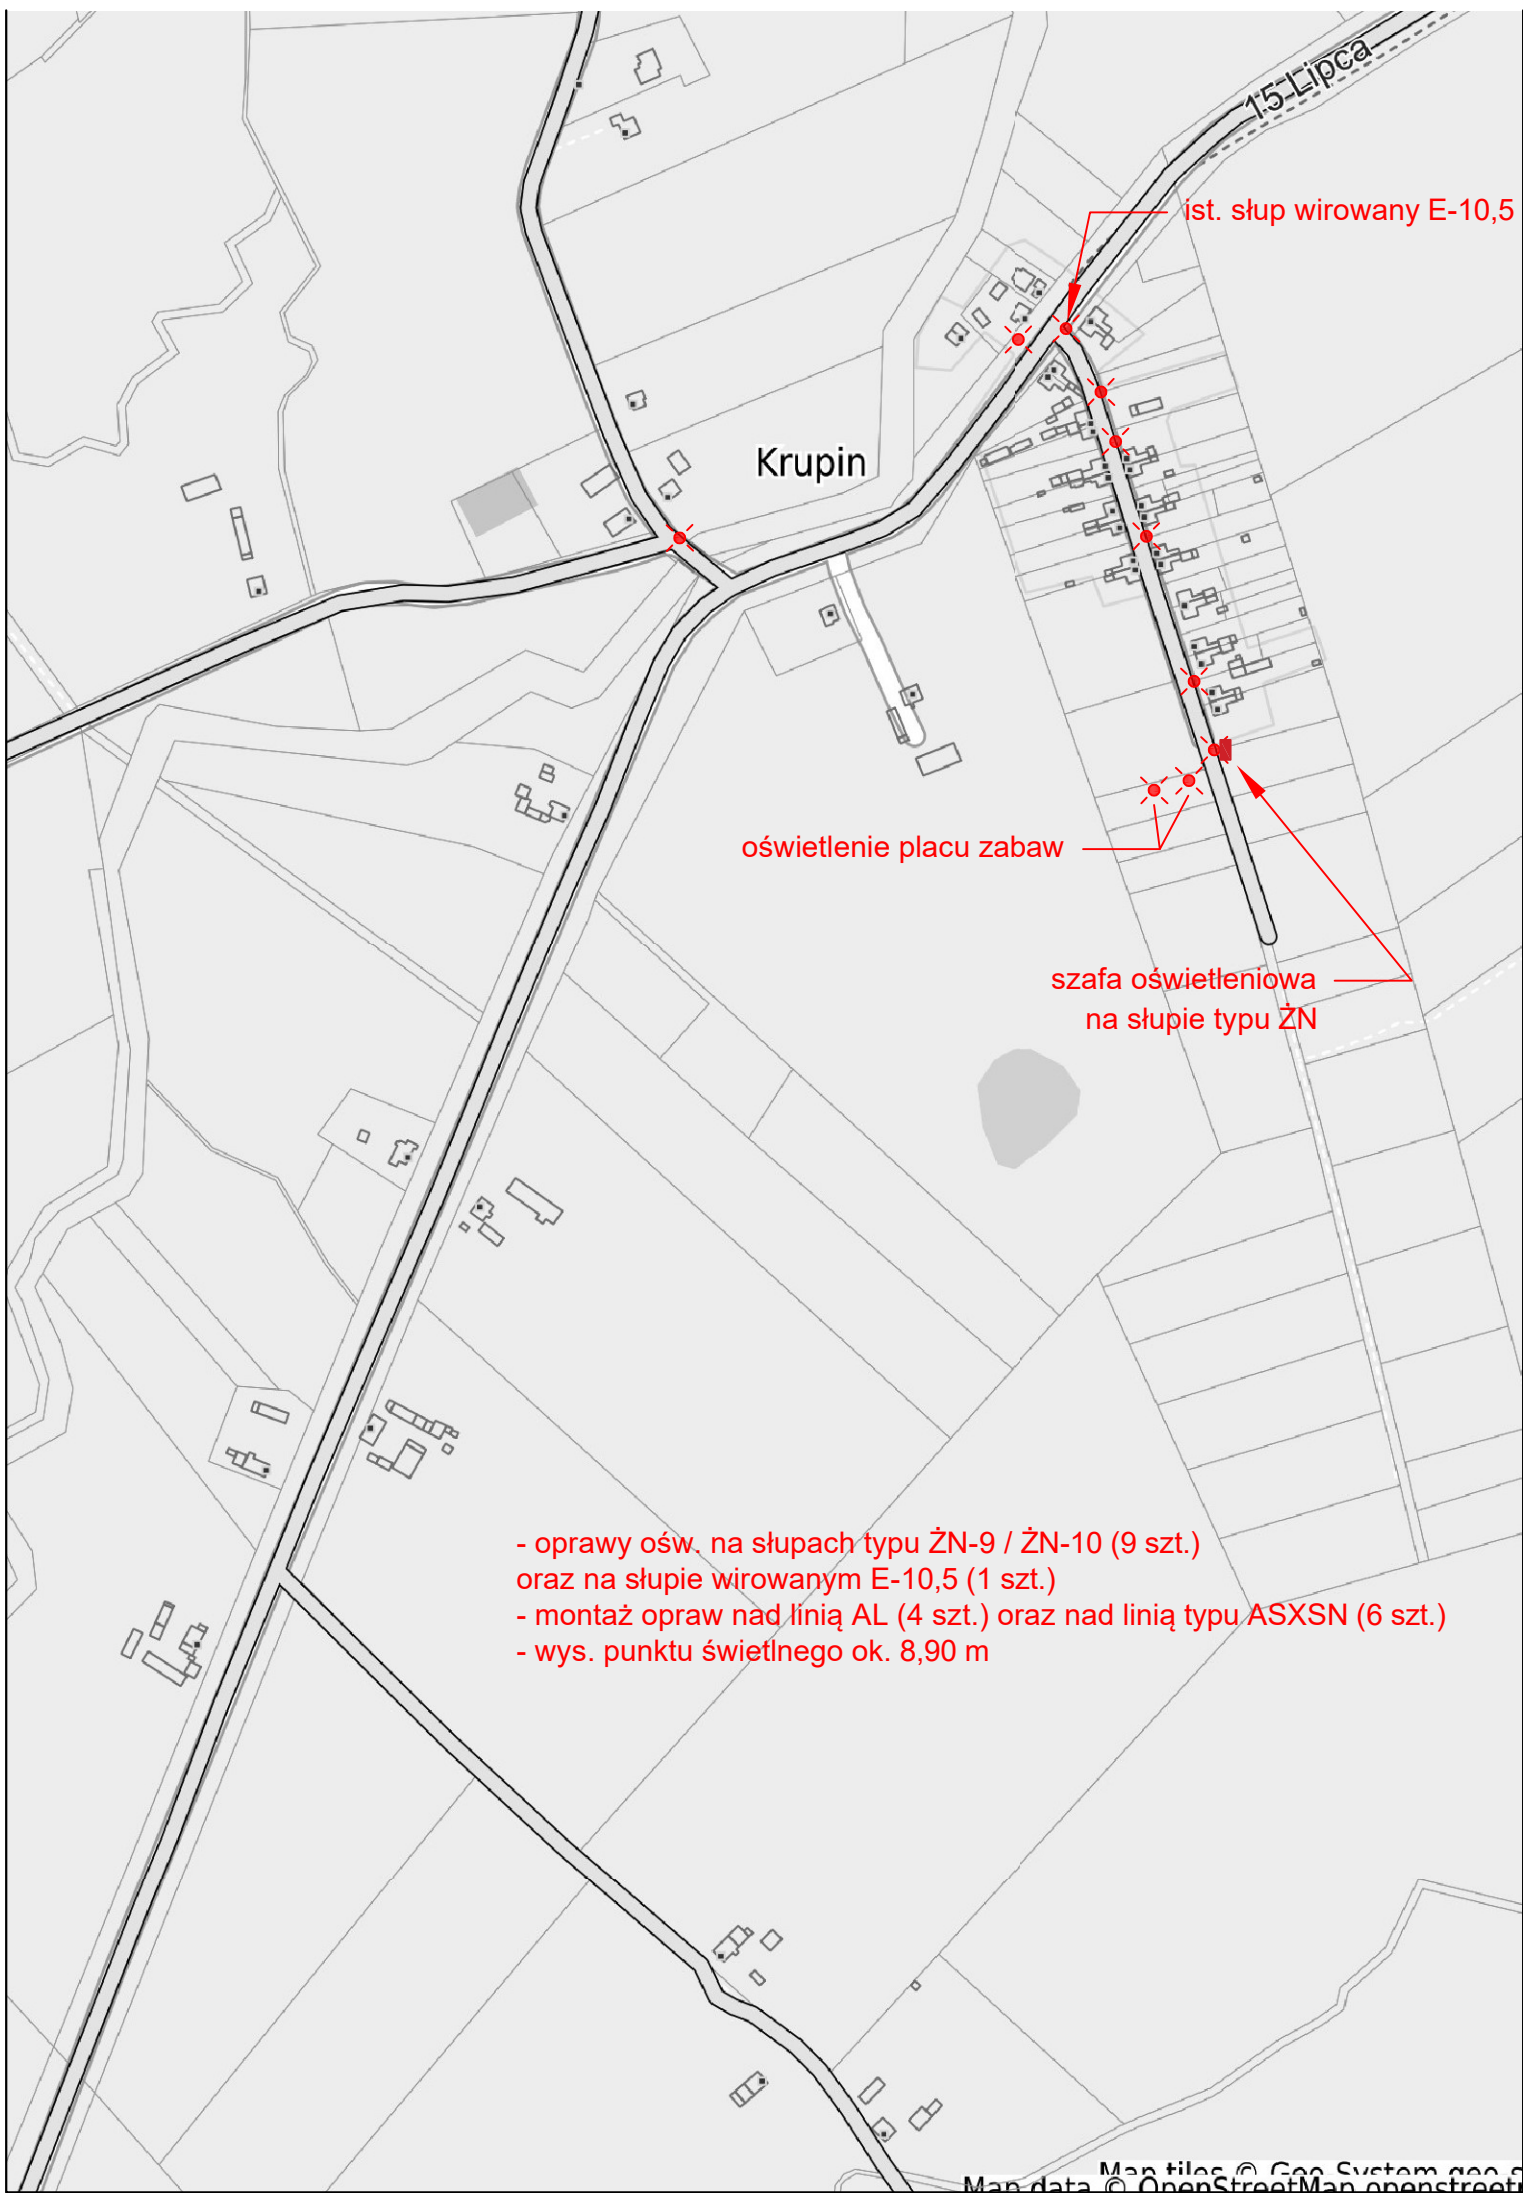 15 Lipca
ist. słup wirowany E-10,5
Krupin
oświetlenie placu zabaw
szafa oświetleniowa
na słupie typu ŻN
- oprawy ośw. na słupach typu ŻN-9 / ŻN-10 (9 szt.)
oraz na słupie wirowanym E-10,5 (1 szt.)
- montaż opraw nad linią AL (4 szt.) oraz nad linią typu ASXSN (6 szt.)
- wys. punktu świetlnego ok. 8,90 m
Map tiles © Geo-System geo-s
Map data © OpenStreetMap openstreet